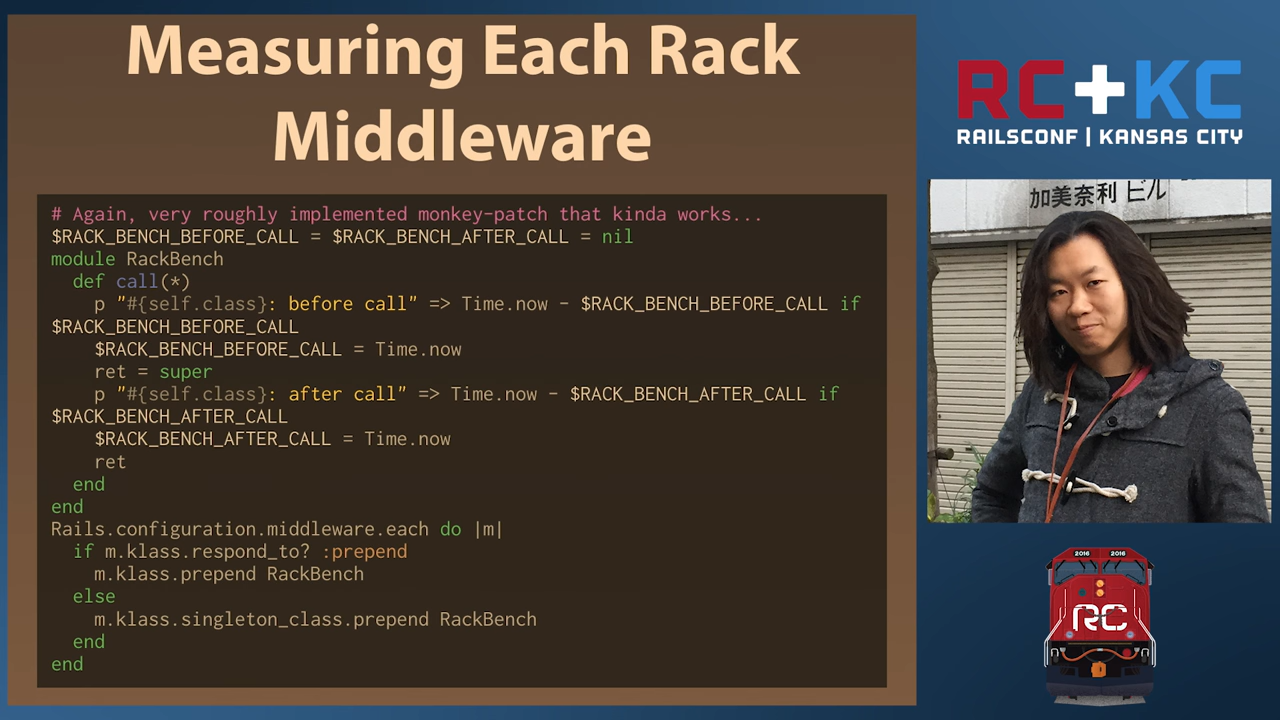 Measuring Each Rack
Middleware
# Again, very roughly implemented monkey-patch that kinda works...
$RACK_BENCH_BEFORE_CALL = $RACK_BENCH_AFTER_CALL = nil
module RackBench
  def call(*)
    p "#{self.class}: before call” => Time.now - $RACK_BENCH_BEFORE_CALL if
$RACK_BENCH_BEFORE_CALL
    $RACK_BENCH_BEFORE_CALL = Time.now
    ret = super
    p "#{self.class}: after call” => Time.now - $RACK_BENCH_AFTER_CALL if
$RACK_BENCH_AFTER_CALL
    $RACK_BENCH_AFTER_CALL = Time.now
    ret
  end
end
Rails.configuration.middleware.each do |m|
  if m.klass.respond_to? :prepend
    m.klass.prepend RackBench
  else
    m.klass.singleton_class.prepend RackBench
  end
end
RC+KC
RAILSCONF | KANSAS CITY
加美奈利 ビル
2016 2016
RC